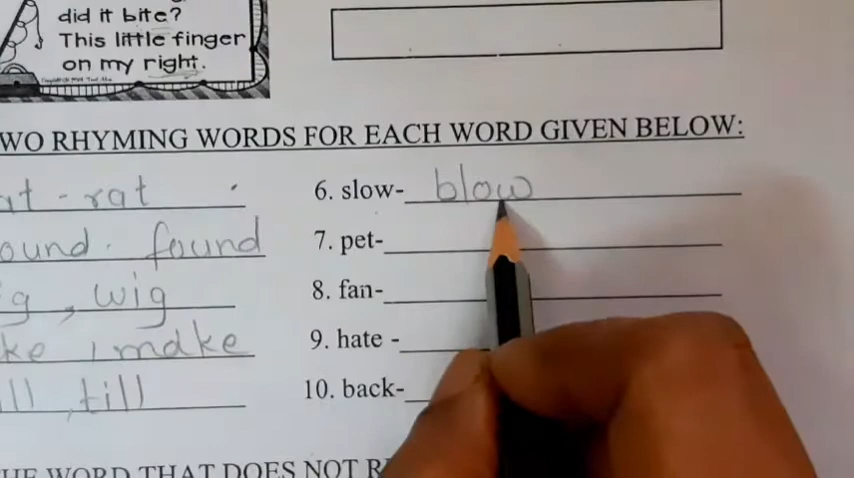 did it bite?
This little finger
on my right.
WO RHYMING WORDS FOR EACH WORD GIVEN BELOW:
at - rat
ound. found
g, wig
ke, make
ll, till
6. slow- blow
7. pet-
8. fan-
9. hate -
10. back-
HE WORD THAT DOES NOT R